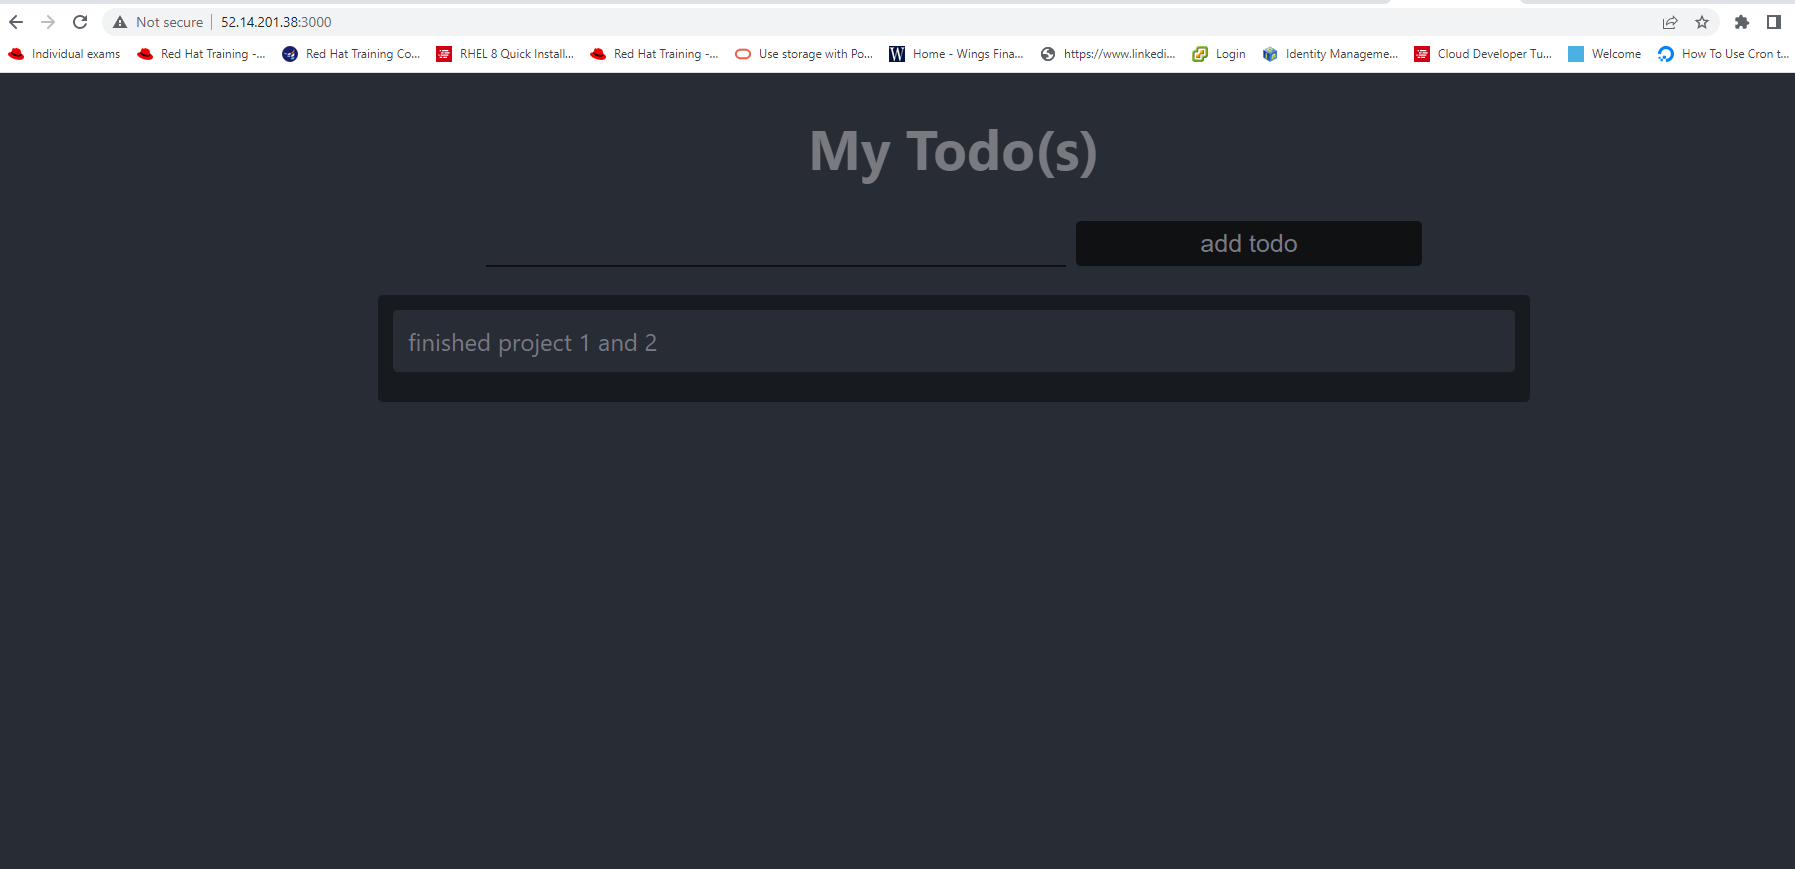 Not secure | 52.14.201.38:3000
Individual exams Red Hat Training -... Red Hat Training Co... RHEL 8 Quick Install... Red Hat Training -... Use storage with Po... Home - Wings Fina... https://www.linkedi... Login Identity Manageme... Cloud Developer Tu... Welcome How To Use Cron t...
My Todo(s)
add todo
finished project 1 and 2